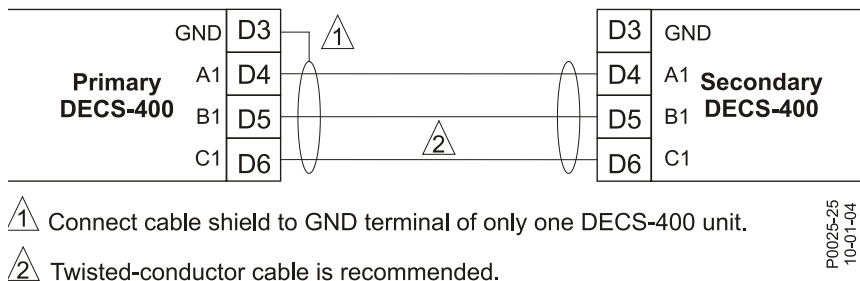 GND D3 1 D3 GND
Primary DECS-400 A1 D4 D4 A1 Secondary DECS-400
B1 D5 D5 B1
2
C1 D6 D6 C1
1 Connect cable shield to GND terminal of only one DECS-400 unit.
2 Twisted-conductor cable is recommended.
P0025-25
10-01-04